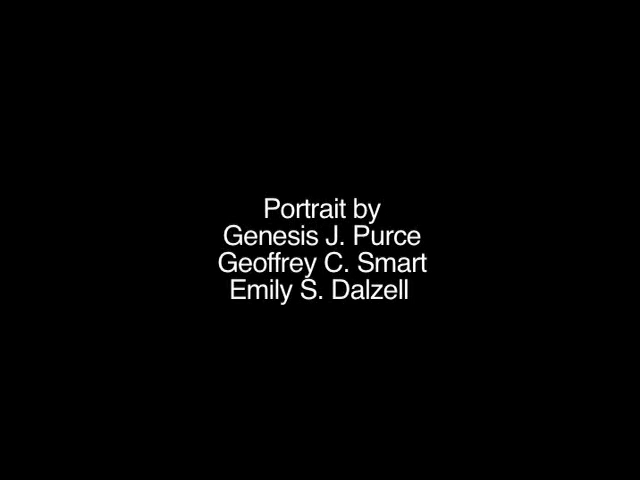 Portrait by
Genesis J. Purce
Geoffrey C. Smart
Emily S. Dalzell